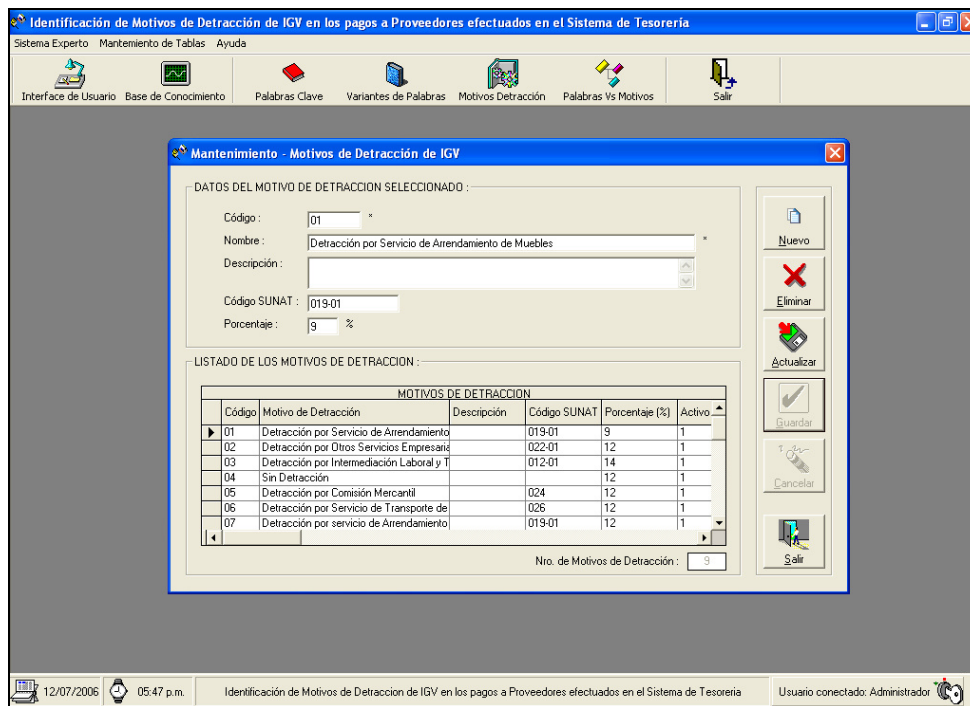 Identificación de Motivos de Detracción de IGV en los pagos a Proveedores efectuados en el Sistema de Tesorería
Sistema Experto Mantemiento de Tablas Ayuda
Interface de Usuario Base de Conocimiento Palabras Clave Variantes de Palabras Motivos Detracción Palabras Vs Motivos Salir
Mantenimiento - Motivos de Detracción de IGV
DATOS DEL MOTIVO DE DETRACCION SELECCIONADO :
Código : 01 *
Nombre : Detracción por Servicio de Arrendamiento de Muebles *
Descripción :
Código SUNAT : 019-01
Porcentaje : 9 %
Nuevo
Eliminar
Actualizar
Guardar
Cancelar
Salir
LISTADO DE LOS MOTIVOS DE DETRACCION :
MOTIVOS DE DETRACCION
Código Motivo de Detracción Descripción Código SUNAT Porcentaje (%) Activo
01 Detracción por Servicio de Arrendamiento 019-01 9 1
02 Detracción por Otros Servicios Empresaria 022-01 12 1
03 Detracción por Intermediación Laboral y T 012-01 14 1
04 Sin Detracción 12 1
05 Detracción por Comisión Mercantil 024 12 1
06 Detracción por Servicio de Transporte de 026 12 1
07 Detracción por servicio de Arrendamiento 019-01 12 1
Nro. de Motivos de Detracción : 9
12/07/2006 05:47 p.m. Identificación de Motivos de Detraccion de IGV en los pagos a Proveedores efectuados en el Sistema de Tesoreria Usuario conectado: Administrador